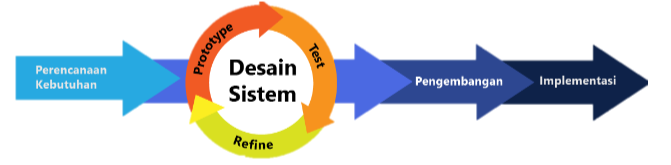 Perencanaan
Kebutuhan
Prototype
Test
Refine
Desain
Sistem
Pengembangan
Implementasi